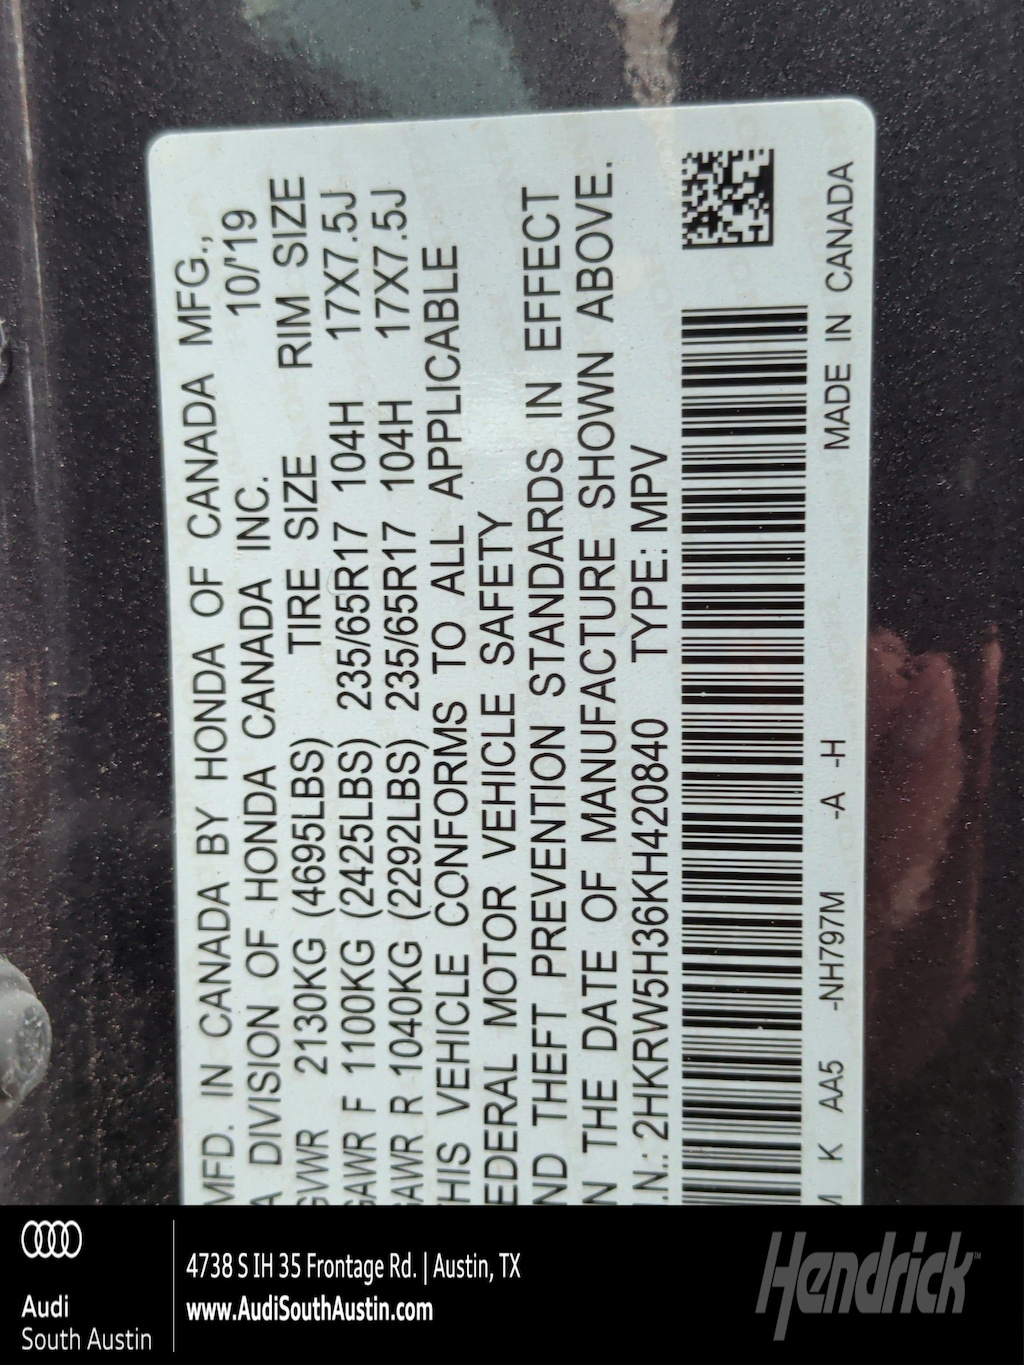 MFD. IN CANADA BY HONDA OF CANADA MFG.,
A DIVISION OF HONDA CANADA INC. 10/'19
GVWR 2130KG (4695LBS) TIRE SIZE RIM SIZE
GAWR F 1100KG (2425LBS) 235/65R17 104H 17X7.5J
GAWR R 1040KG (2292LBS) 235/65R17 104H 17X7.5J
THIS VEHICLE CONFORMS TO ALL APPLICABLE
FEDERAL MOTOR VEHICLE SAFETY
AND THEFT PREVENTION STANDARDS IN EFFECT
ON THE DATE OF MANUFACTURE SHOWN ABOVE.
I.N.: 2HKRW5H36KH420840 TYPE: MPV
K AA5 -NH797M -A -H MADE IN CANADA
Audi
South Austin
4738 S IH 35 Frontage Rd. | Austin, TX
www.AudiSouthAustin.com
Hendrick